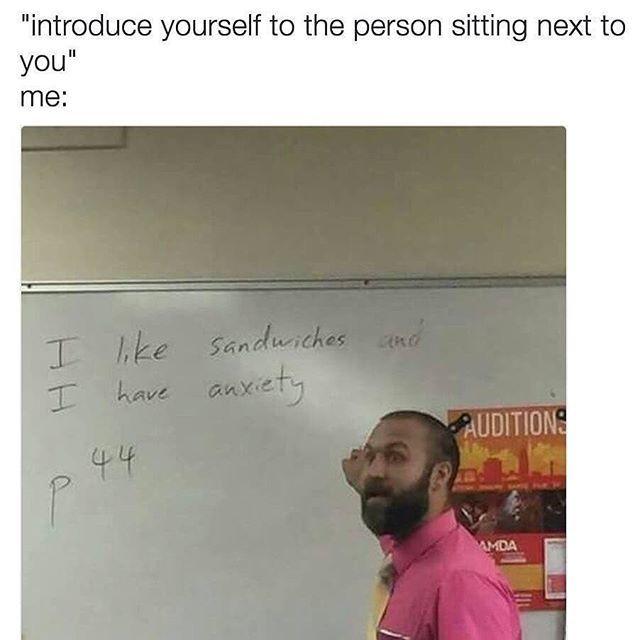 "introduce yourself to the person sitting next to
you"
me:
I like sandwiches and
I have anxiety
p 44
AUDITIONS
AMDA